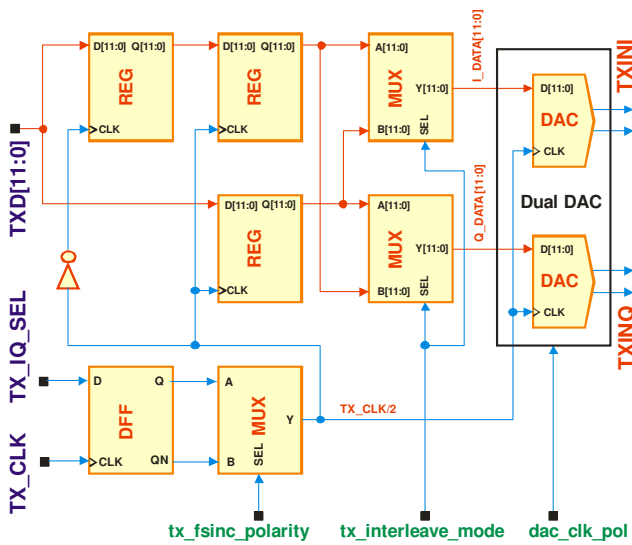 D[11:0] Q[11:0]
REG
CLK
D[11:0] Q[11:0]
REG
CLK
A[11:0]
MUX
Y[11:0]
SEL
B[11:0]
I_DATA[11:0]
D[11:0]
DAC
CLK
TXINI
TXD[11:0]
Dual DAC
D[11:0] Q[11:0]
REG
CLK
A[11:0]
MUX
Y[11:0]
SEL
B[11:0]
Q_DATA[11:0]
D[11:0]
DAC
CLK
TXINQ
TX_IQ_SEL
TX_CLK
D
Q
DFF
CLK
QN
A
MUX
Y
SEL
B
TX_CLK/2
tx_fsinc_polarity
tx_interleave_mode
dac_clk_pol